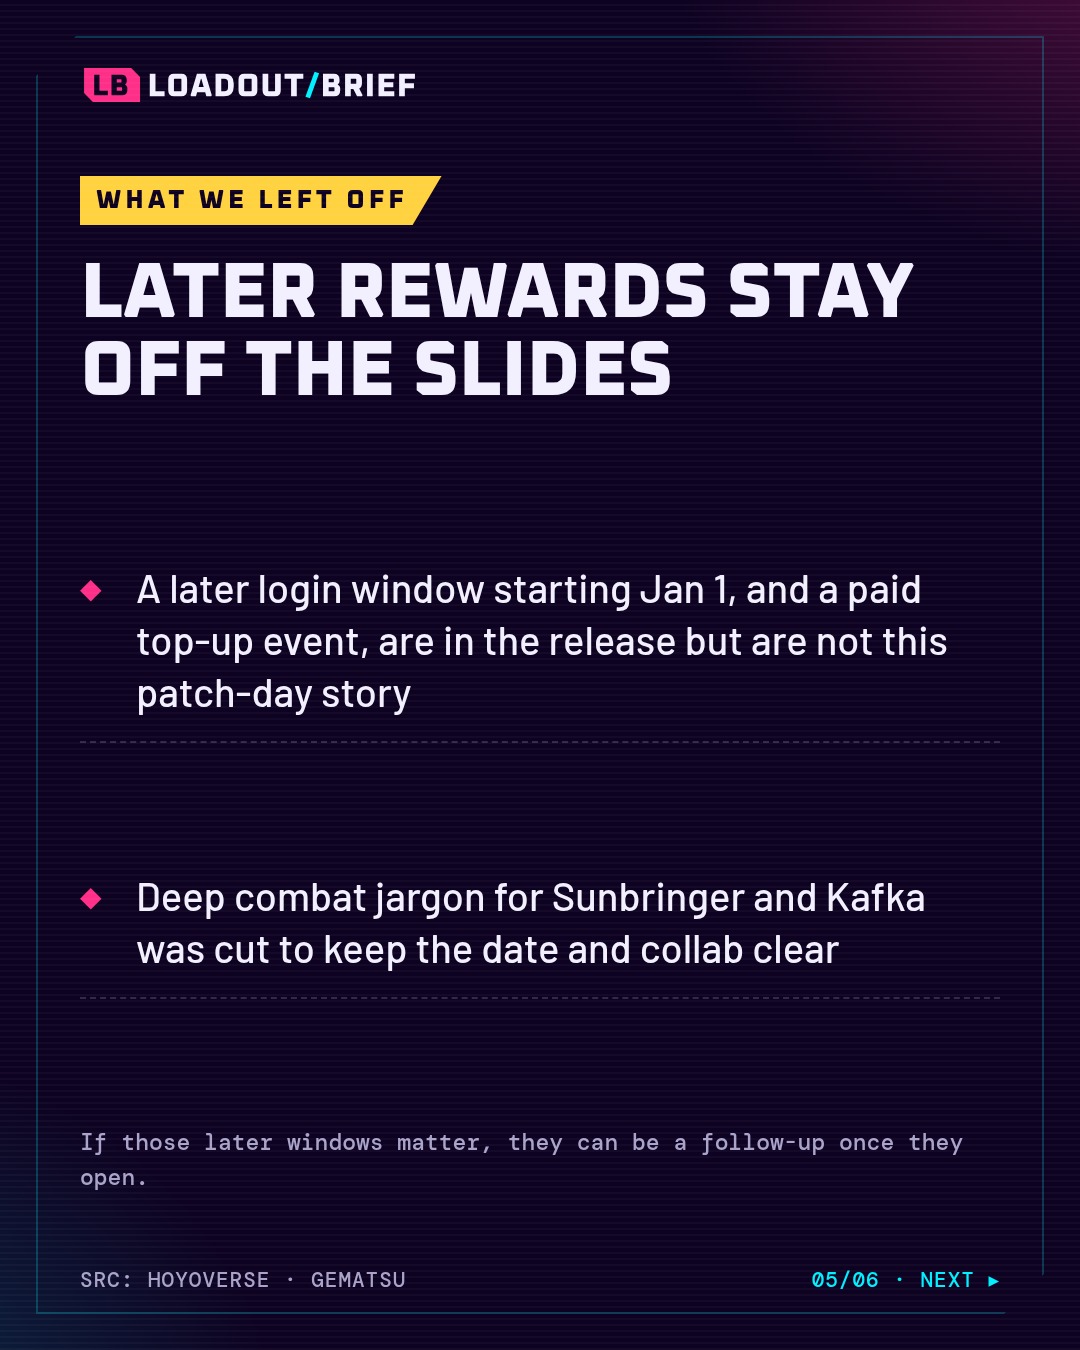 LB LOADOUT/BRIEF
WHAT WE LEFT OFF
LATER REWARDS STAY
OFF THE SLIDES
A later login window starting Jan 1, and a paid
top-up event, are in the release but are not this
patch-day story
Deep combat jargon for Sunbringer and Kafka
was cut to keep the date and collab clear
If those later windows matter, they can be a follow-up once they
open.
SRC: HOYOVERSE · GEMATSU
05/06 · NEXT ▸